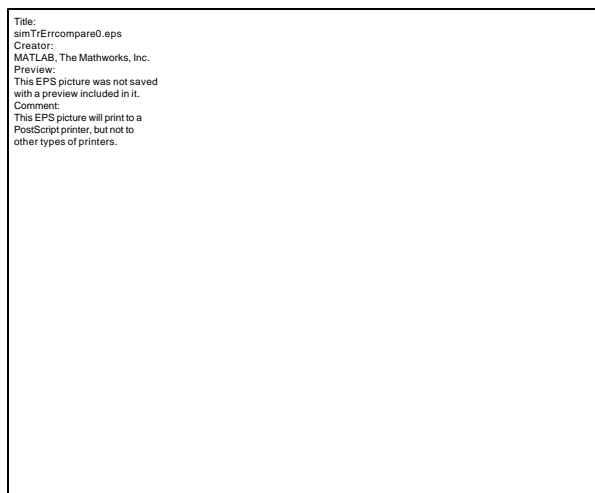 Title:
simTrErrcompare0.eps
Creator:
MATLAB, The Mathworks, Inc.
Preview:
This EPS picture was not saved
with a preview included in it.
Comment:
This EPS picture will print to a
PostScript printer, but not to
other types of printers.